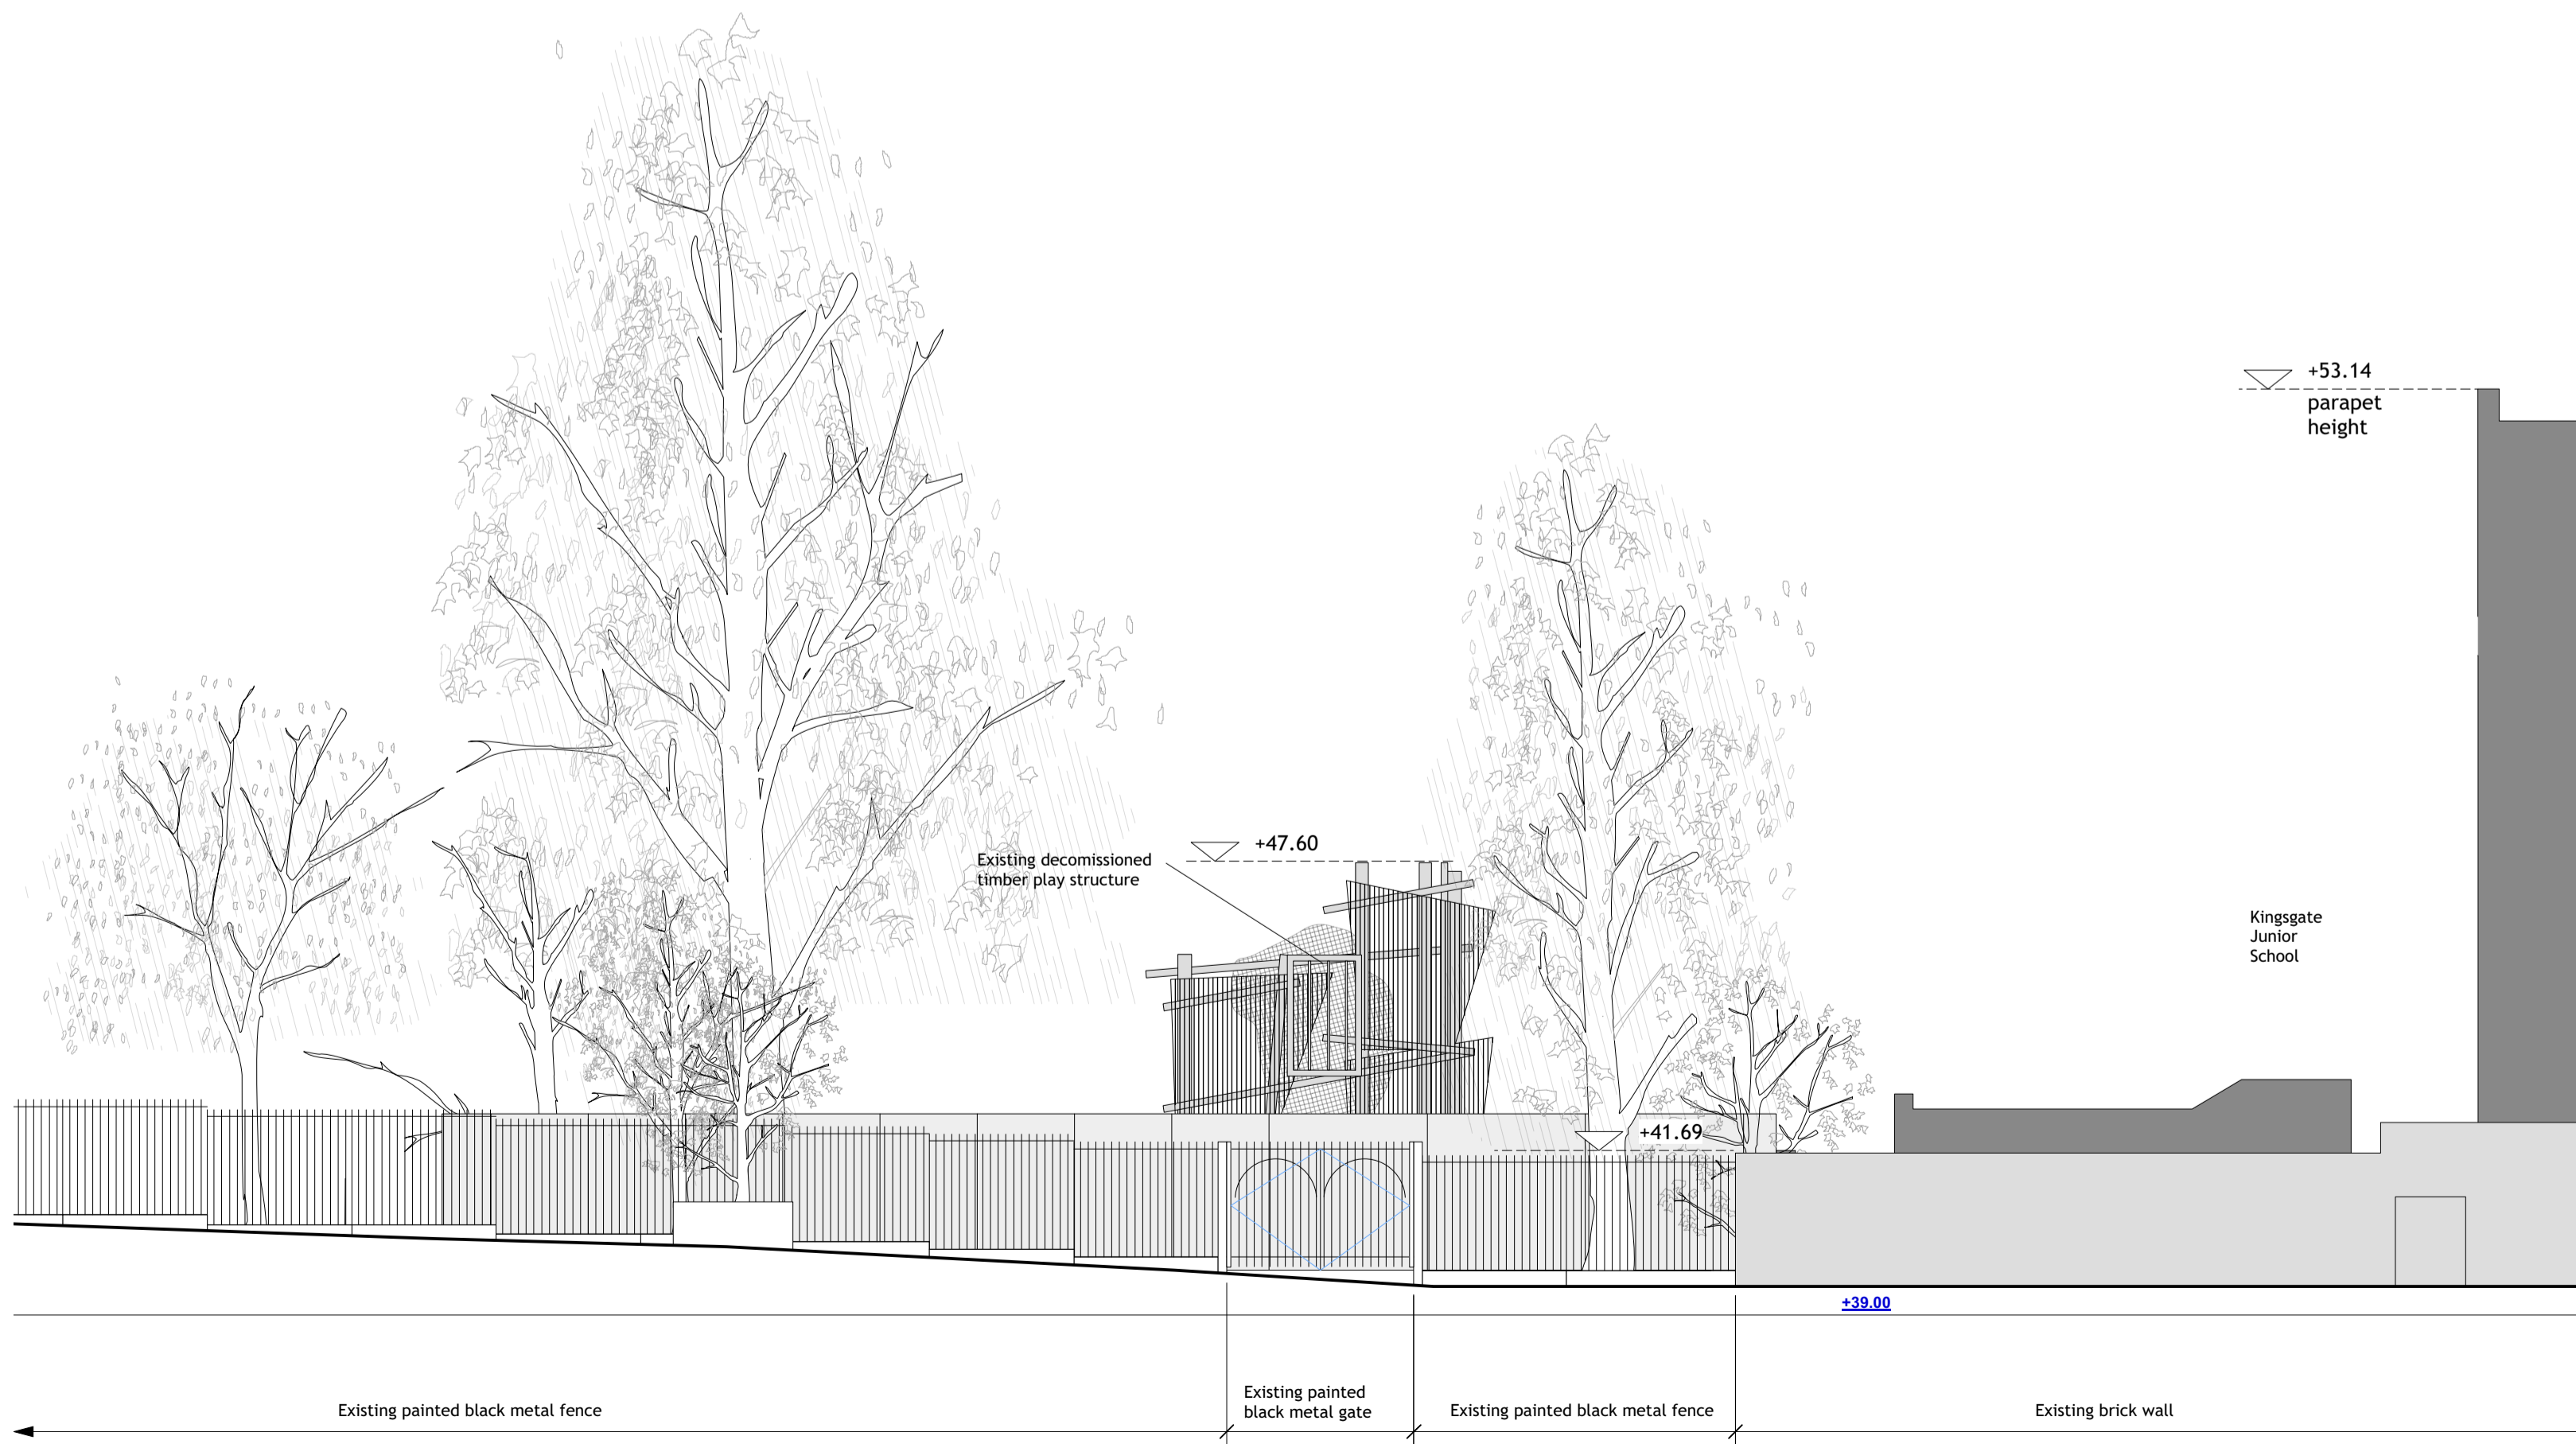 +53.14
parapet
height
+47.60
Existing decomissioned
timber play structure
Kingsgate
Junior
School
+41.69
+39.00
Existing painted black metal fence
Existing painted
black metal gate
Existing painted black metal fence
Existing brick wall